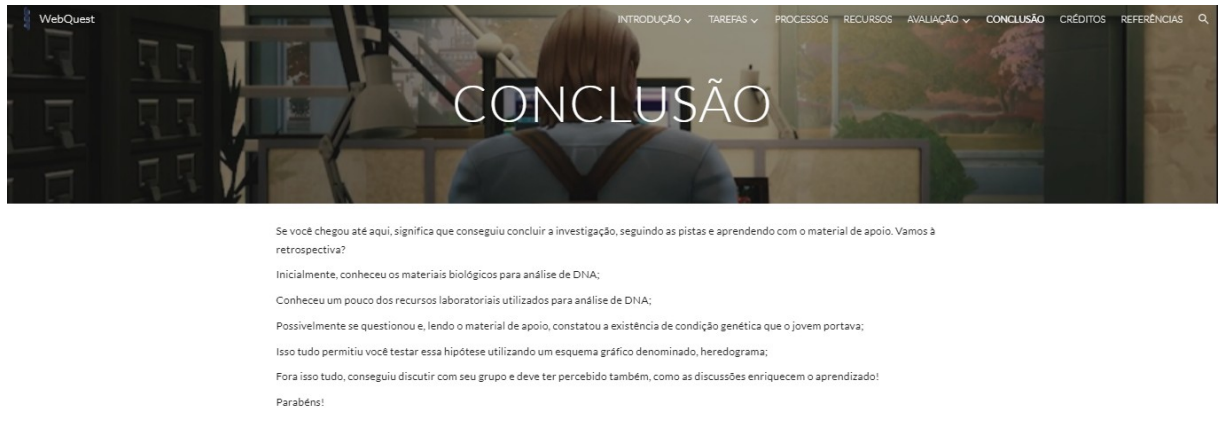 WebQuest
INTRODUÇÃO TAREFAS PROCESSOS RECURSOS AVALIAÇÃO CONCLUSÃO CRÉDITOS REFERÊNCIAS
CONCLUSÃO
Se você chegou até aqui, significa que conseguiu concluir a investigação, seguindo as pistas e aprendendo com o material de apoio. Vamos à
retrospectiva?
Inicialmente, conheceu os materiais biológicos para análise de DNA;
Conheceu um pouco dos recursos laboratoriais utilizados para análise de DNA;
Possivelmente se questionou e, lendo o material de apoio, constatou a existência de condição genética que o jovem portava;
Isso tudo permitiu você testar essa hipótese utilizando um esquema gráfico denominado, heredograma;
Fora isso tudo, conseguiu discutir com seu grupo e deve ter percebido também, como as discussões enriquecem o aprendizado!
Parabéns!